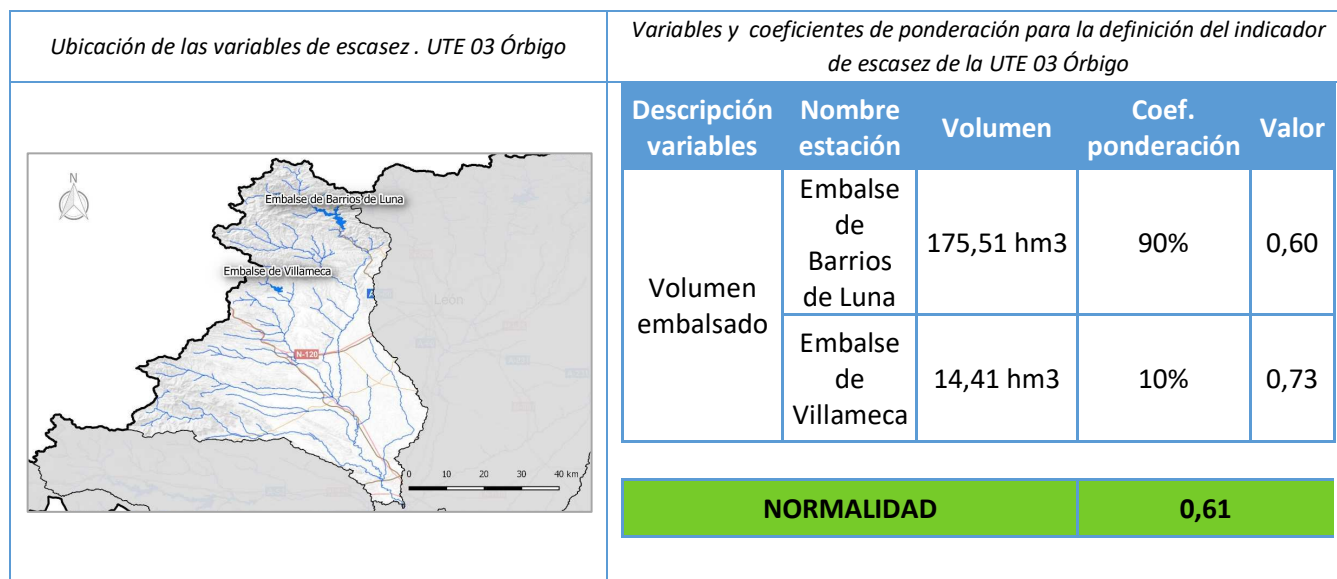 Ubicación de las variables de escasez . UTE 03 Órbigo
Variables y coeficientes de ponderación para la definición del indicador
de escasez de la UTE 03 Órbigo
N
Embalse de Barrios de Luna
Embalse de Villameca
León
N-120
0 10 20 30 40 km
Descripción
variables
Nombre
estación
Volumen
Coef.
ponderación
Valor
Volumen
embalsado
Embalse
de
Barrios
de Luna
175,51 hm3
90%
0,60
Embalse
de
Villameca
14,41 hm3
10%
0,73
NORMALIDAD
0,61